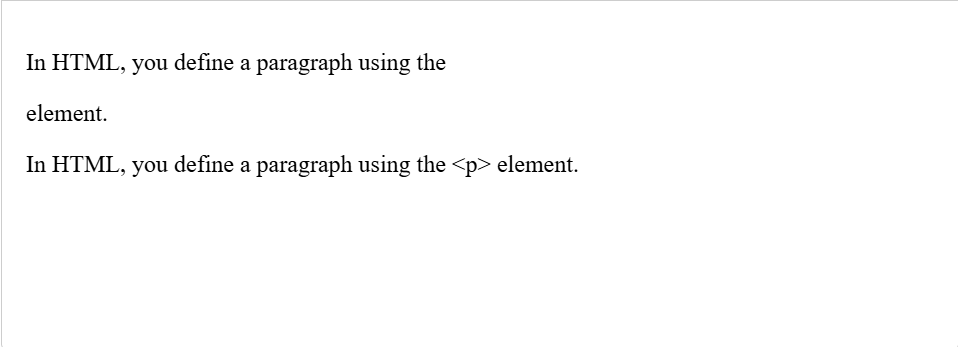 In HTML, you define a paragraph using the
element.
In HTML, you define a paragraph using the <p> element.